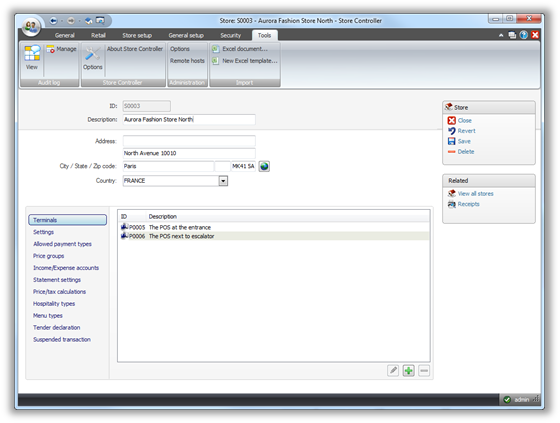 Store: S0003 - Aurora Fashion Store North - Store Controller
General Retail Store setup General setup Security Tools
View Manage Options About Store Controller Options Remote hosts Excel document... New Excel template...
Audit log Store Controller Administration Import
ID: S0003
Description: Aurora Fashion Store North
Address:
North Avenue 10010
City / State / Zip code: Paris MK41 5A
Country: FRANCE
Store
Close
Revert
Save
Delete
Related
View all stores
Receipts
Terminals
Settings
Allowed payment types
Price groups
Income/Expense accounts
Statement settings
Price/tax calculations
Hospitality types
Menu types
Tender declaration
Suspended transaction
ID Description
P0005 The POS at the entrance
P0006 The POS next to escalator
admin